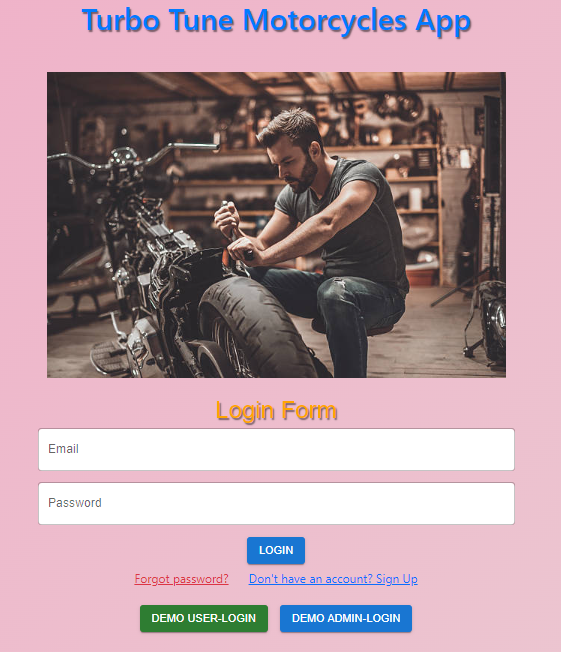 Turbo Tune Motorcycles App
Login Form
Email
Password
LOGIN
Forgot password? Don't have an account? Sign Up
DEMO USER-LOGIN DEMO ADMIN-LOGIN